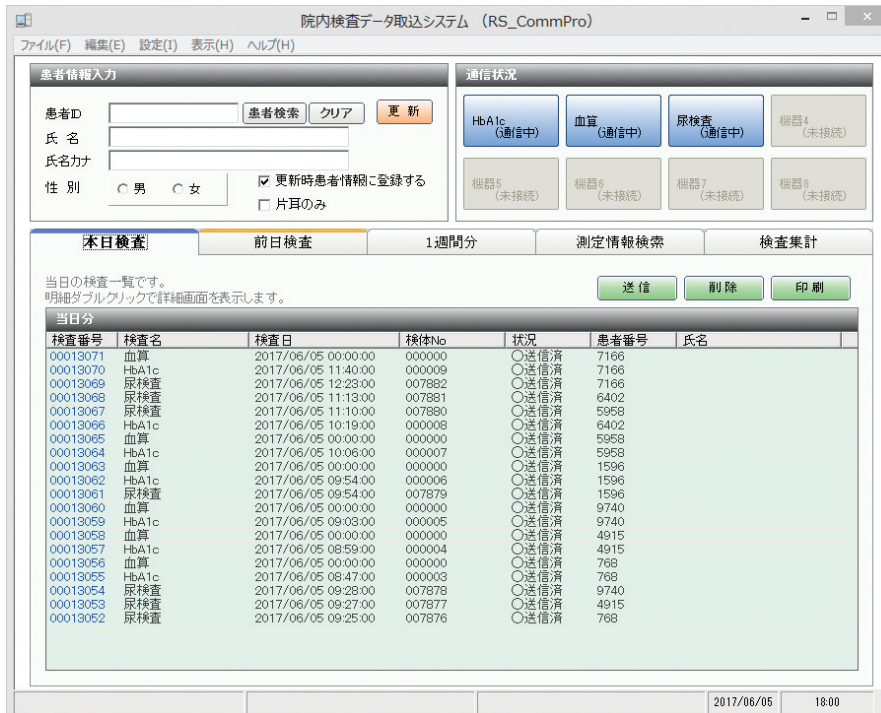 院内検査データ取込システム (RS_CommPro)
ファイル(F) 編集(E) 設定(I) 表示(H) ヘルプ(H)
患者情報入力
患者ID 患者検索 クリア 更 新
氏 名
氏名カナ
性 別 男 女
更新時患者情報に登録する
片耳のみ
通信状況
HbA1c (通信中) 血算 (通信中) 尿検査 (通信中) 機器4 (未接続)
機器5 (未接続) 機器6 (未接続) 機器7 (未接続) 機器8 (未接続)
本日検査 前日検査 1週間分 測定情報検索 検査集計
当日の検査一覧です。
明細ダブルクリックで詳細画面を表示します。
送 信 削 除 印 刷
当日分
検査番号 検査名 検査日 検体No 状況 患者番号 氏名
00013071 血算 2017/06/05 00:00:00 000000 〇送信済 7166
00013070 HbA1c 2017/06/05 11:40:00 000009 〇送信済 7166
00013069 尿検査 2017/06/05 12:23:00 007882 〇送信済 7166
00013068 尿検査 2017/06/05 11:13:00 007881 〇送信済 6402
00013067 尿検査 2017/06/05 11:10:00 007880 〇送信済 5958
00013066 HbA1c 2017/06/05 10:19:00 000008 〇送信済 6402
00013065 血算 2017/06/05 00:00:00 000000 〇送信済 5958
00013064 HbA1c 2017/06/05 10:06:00 000007 〇送信済 5958
00013063 血算 2017/06/05 00:00:00 000000 〇送信済 1596
00013062 HbA1c 2017/06/05 09:54:00 000006 〇送信済 1596
00013061 尿検査 2017/06/05 09:54:00 007879 〇送信済 1596
00013060 血算 2017/06/05 00:00:00 000000 〇送信済 9740
00013059 HbA1c 2017/06/05 09:03:00 000005 〇送信済 9740
00013058 血算 2017/06/05 00:00:00 000000 〇送信済 4915
00013057 HbA1c 2017/06/05 08:59:00 000004 〇送信済 4915
00013056 血算 2017/06/05 00:00:00 000000 〇送信済 768
00013055 HbA1c 2017/06/05 08:47:00 000003 〇送信済 768
00013054 尿検査 2017/06/05 09:28:00 007878 〇送信済 9740
00013053 尿検査 2017/06/05 09:27:00 007877 〇送信済 4915
00013052 尿検査 2017/06/05 09:25:00 007876 〇送信済 768
2017/06/05 18:00